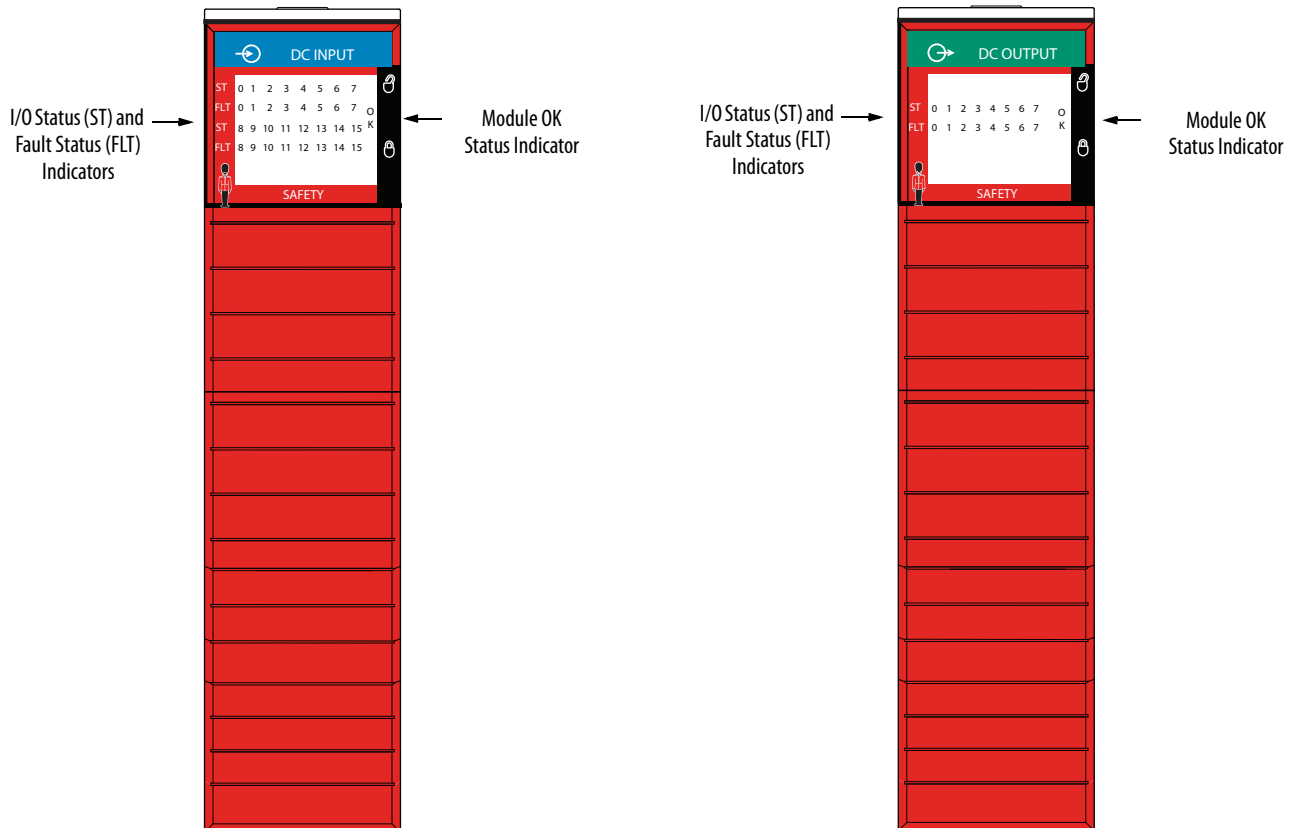 DC INPUT
ST 0 1 2 3 4 5 6 7
FLT 0 1 2 3 4 5 6 7
ST 8 9 10 11 12 13 14 15
FLT 8 9 10 11 12 13 14 15
O
K
SAFETY
I/O Status (ST) and
Fault Status (FLT)
Indicators
Module OK
Status Indicator
DC OUTPUT
ST 0 1 2 3 4 5 6 7
FLT 0 1 2 3 4 5 6 7
O
K
SAFETY
I/O Status (ST) and
Fault Status (FLT)
Indicators
Module OK
Status Indicator